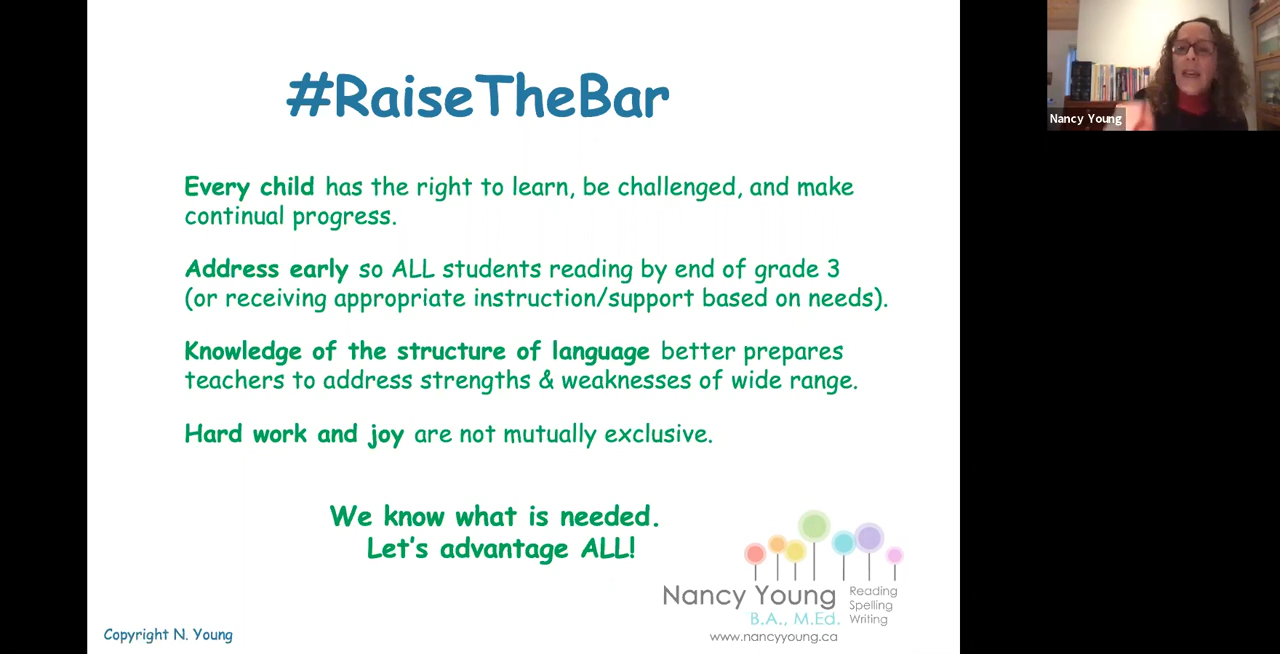 #RaiseTheBar
Every child has the right to learn, be challenged, and make
continual progress.
Address early so ALL students reading by end of grade 3
(or receiving appropriate instruction/support based on needs).
Knowledge of the structure of language better prepares
teachers to address strengths & weaknesses of wide range.
Hard work and joy are not mutually exclusive.
We know what is needed.
Let's advantage ALL!
Nancy Young
B.A., M.Ed.
Reading
Spelling
Writing
www.nancyyoung.ca
Copyright N. Young
Nancy Young